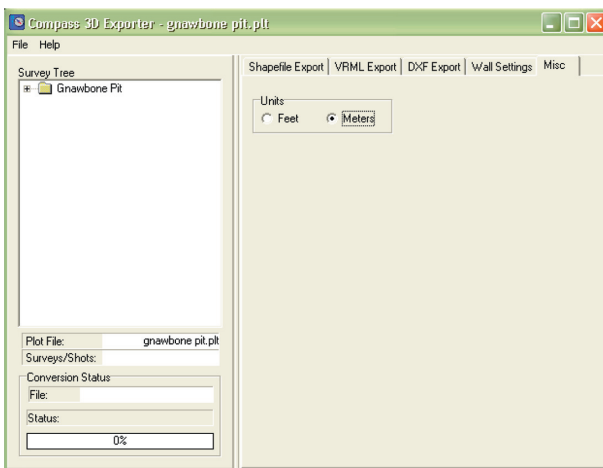 Compass 3D Exporter - gnawbone pit.plt
File Help
Survey Tree
Gnawbone Pit
Plot File: gnawbone pit.plt
Surveys/Shots:
Conversion Status
File:
Status:
0%
Shapefile Export VRML Export DXF Export Wall Settings Misc
Units
Feet Meters